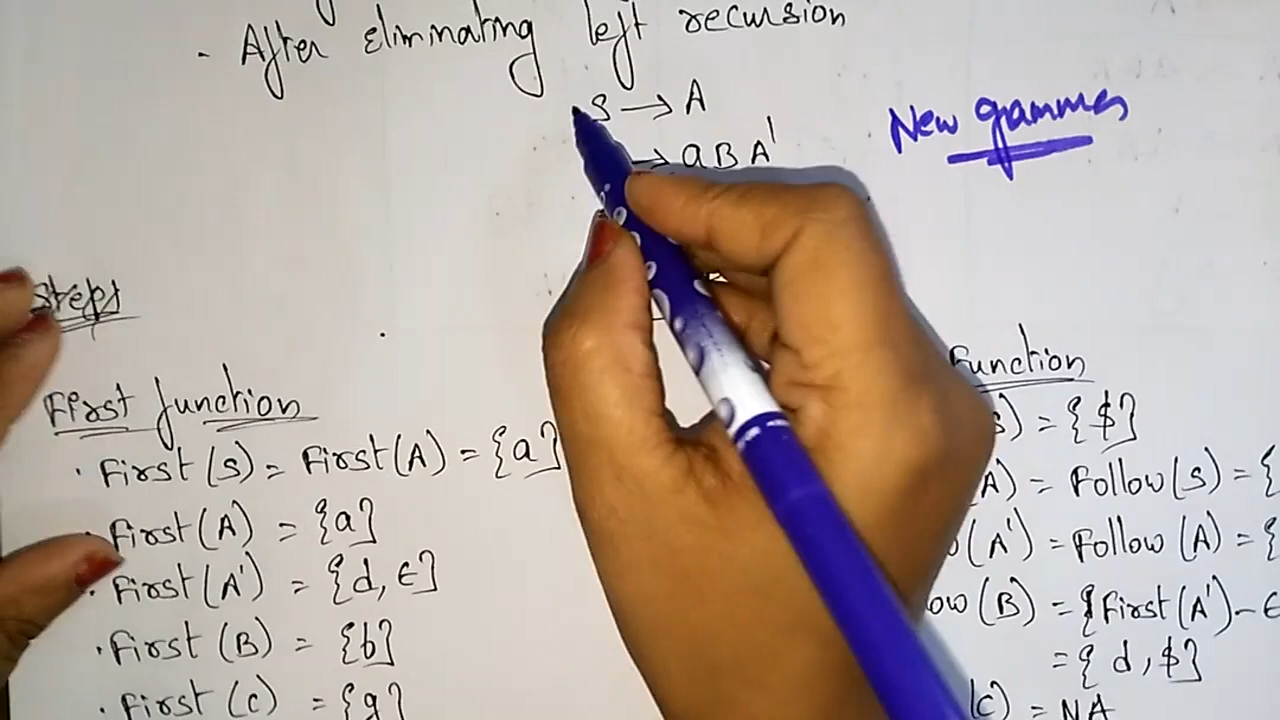 · After eliminating left recursion
S → A
→ a B A'
New grammar
Steps
First function
· First(S) = First(A) = {a}
· First(A) = {a}
· First(A') = {d, ∈}
· First(B) = {b}
· First(C) = {g}
Function
s) = {$}
(A) = Follow(S) = {
(A') = Follow(A) = {
ow(B) = {First(A') - ∈
= { d, $}
(C) = NA